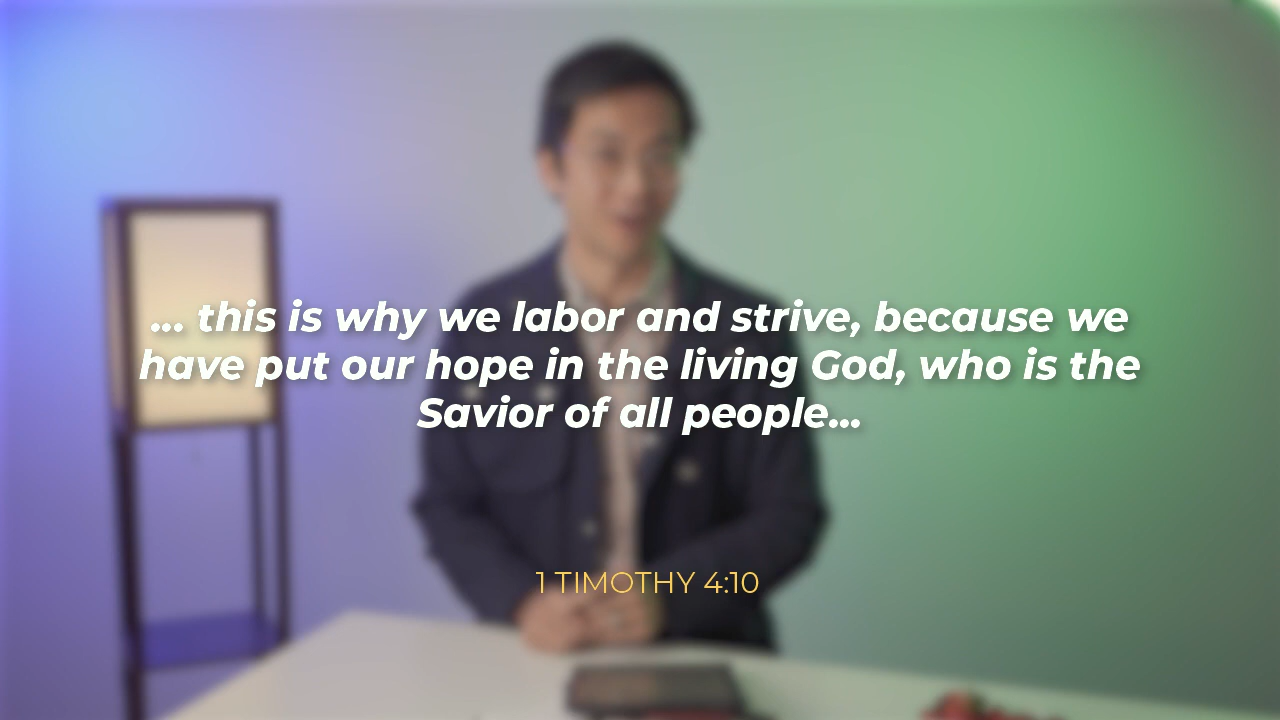 ... this is why we labor and strive, because we
have put our hope in the living God, who is the
Savior of all people...
1 TIMOTHY 4:10